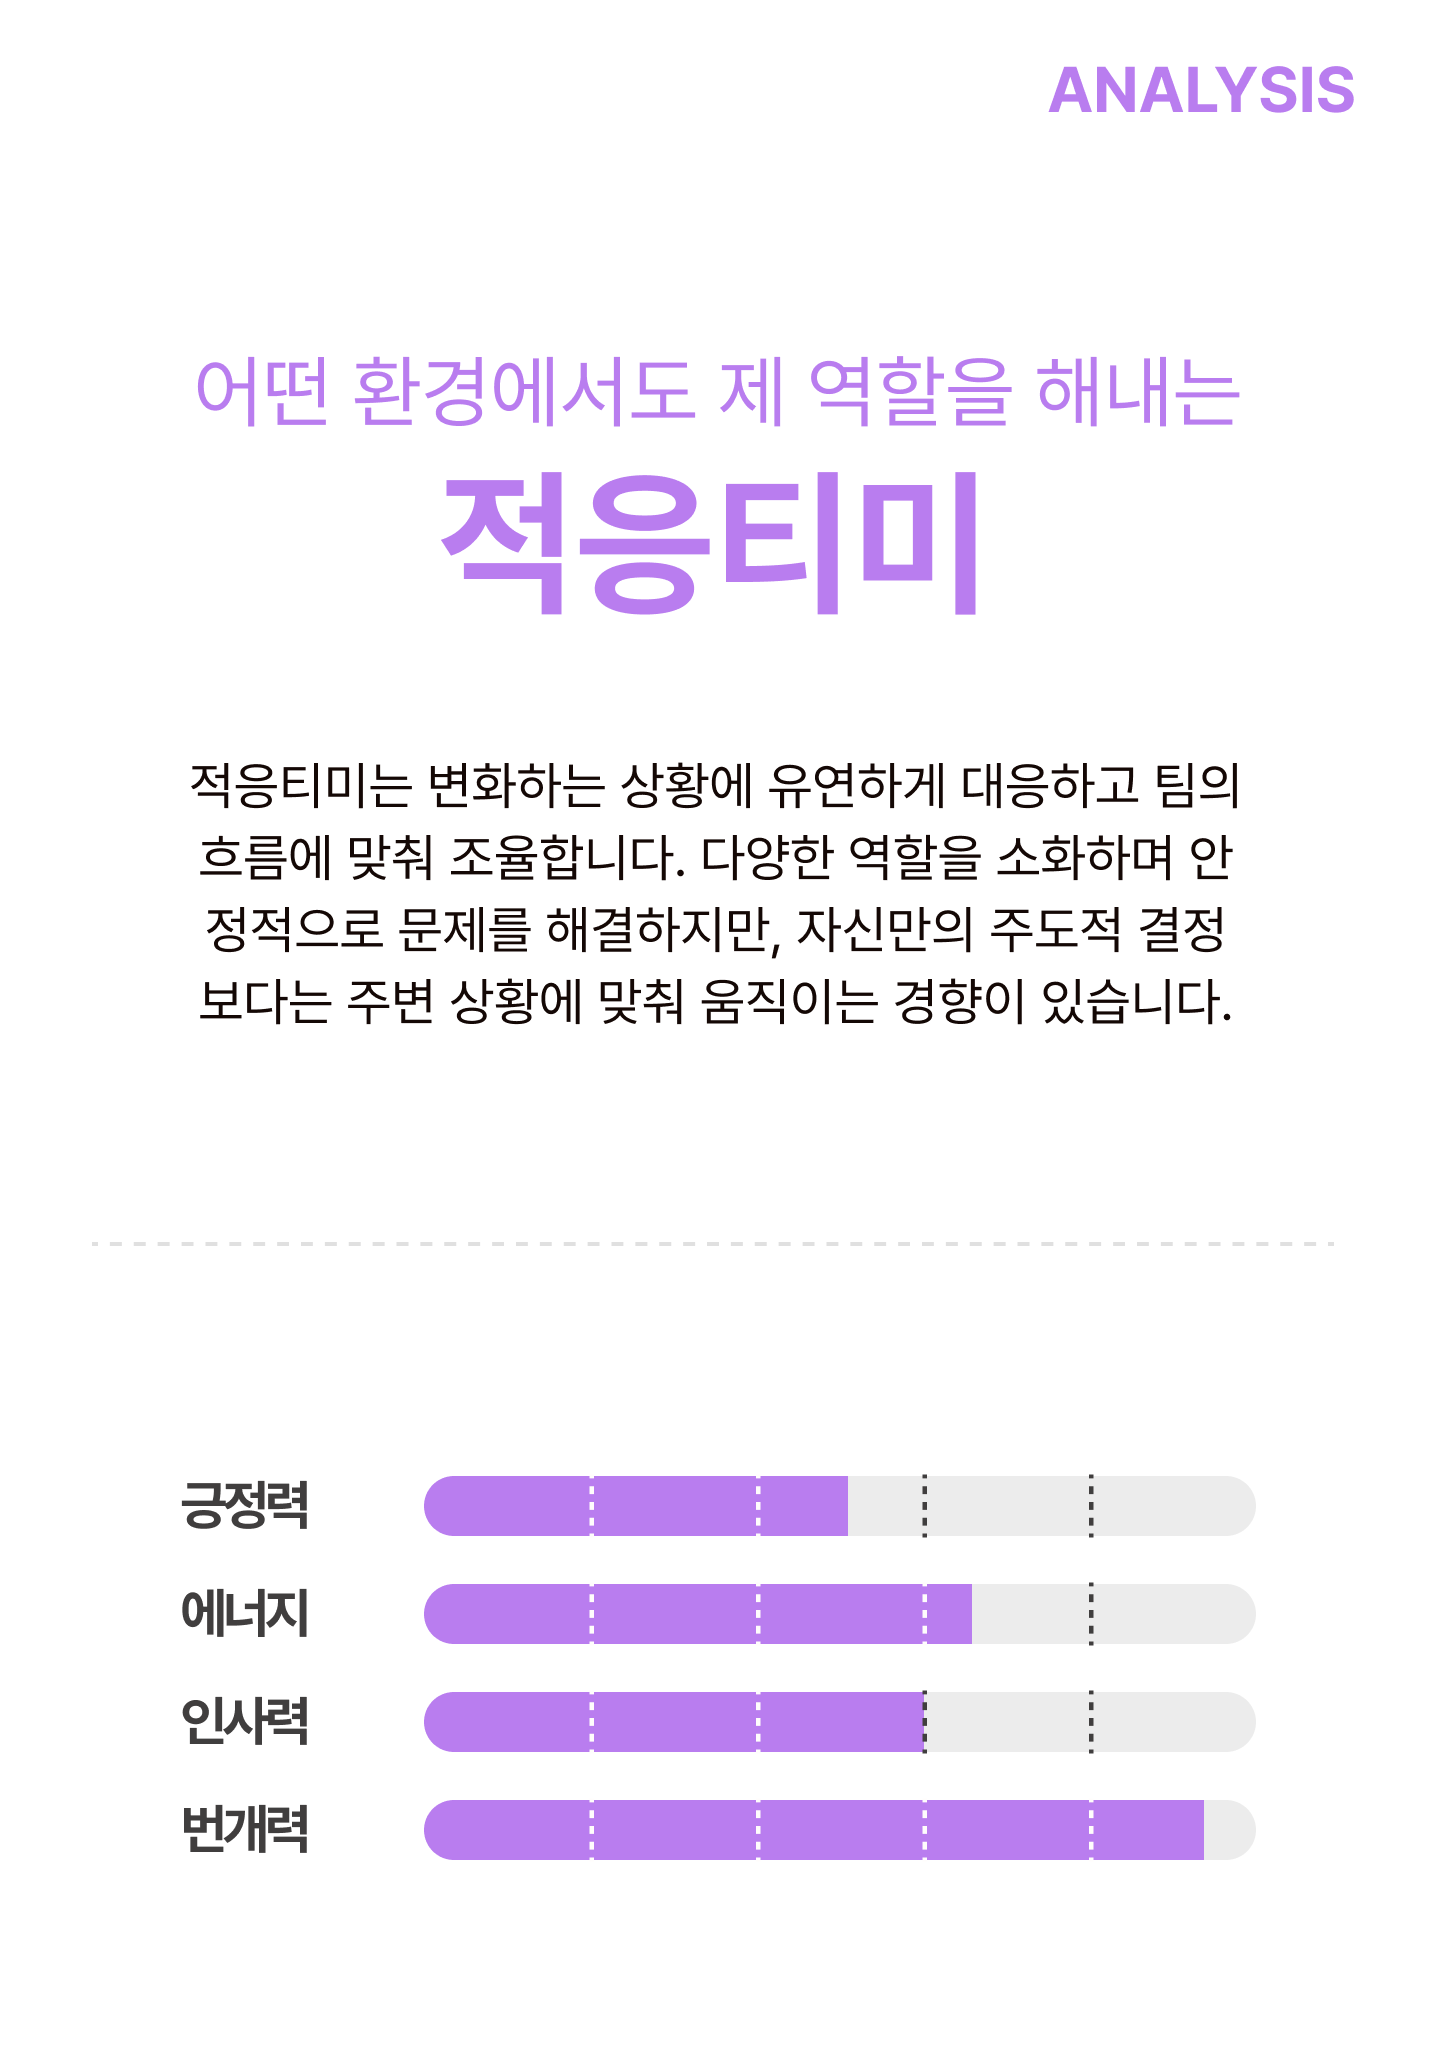 ANALYSIS
어떤 환경에서도 제 역할을 해내는
적응티미
적응티미는 변화하는 상황에 유연하게 대응하고 팀의
흐름에 맞춰 조율합니다. 다양한 역할을 소화하며 안
정적으로 문제를 해결하지만, 자신만의 주도적 결정
보다는 주변 상황에 맞춰 움직이는 경향이 있습니다.
긍정력
에너지
인사력
번개력